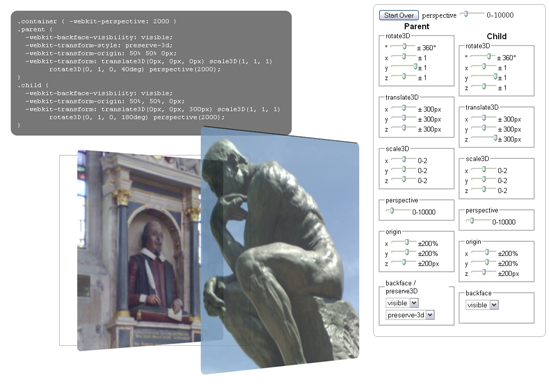 .container { -webkit-perspective: 2000 }
.parent {
-webkit-backface-visibility: visible;
-webkit-transform-style: preserve-3d;
-webkit-transform-origin: 50% 50% 0px;
-webkit-transform: translate3D(0px, 0px, 0px) scale3D(1, 1, 1)
rotate3D(0, 1, 0, 40deg) perspective(2000);
}
.child {
-webkit-backface-visibility: visible;
-webkit-transform-origin: 50%, 50%, 0px;
-webkit-transform: translate3D(0px, 0px, 300px) scale3D(1, 1, 1)
rotate3D(0, 1, 0, 180deg) perspective(2000);
}
Start Over perspective 0-10000
Parent
rotate3D
° ± 360°
x ± 1
y ± 1
z ± 1
translate3D
x ± 300px
y ± 300px
z ± 300px
scale3D
x 0-2
y 0-2
z 0-2
perspective
0-10000
origin
x ±200%
y ±200%
z ±200px
backface /
preserve3D
visible
preserve-3d
Child
rotate3D
° ± 360°
x ± 1
y ± 1
z ± 1
translate3D
x ± 300px
y ± 300px
z ± 300px
scale3D
x 0-2
y 0-2
z 0-2
perspective
0-10000
origin
x ±200%
y ±200%
z ±200px
backface
visible